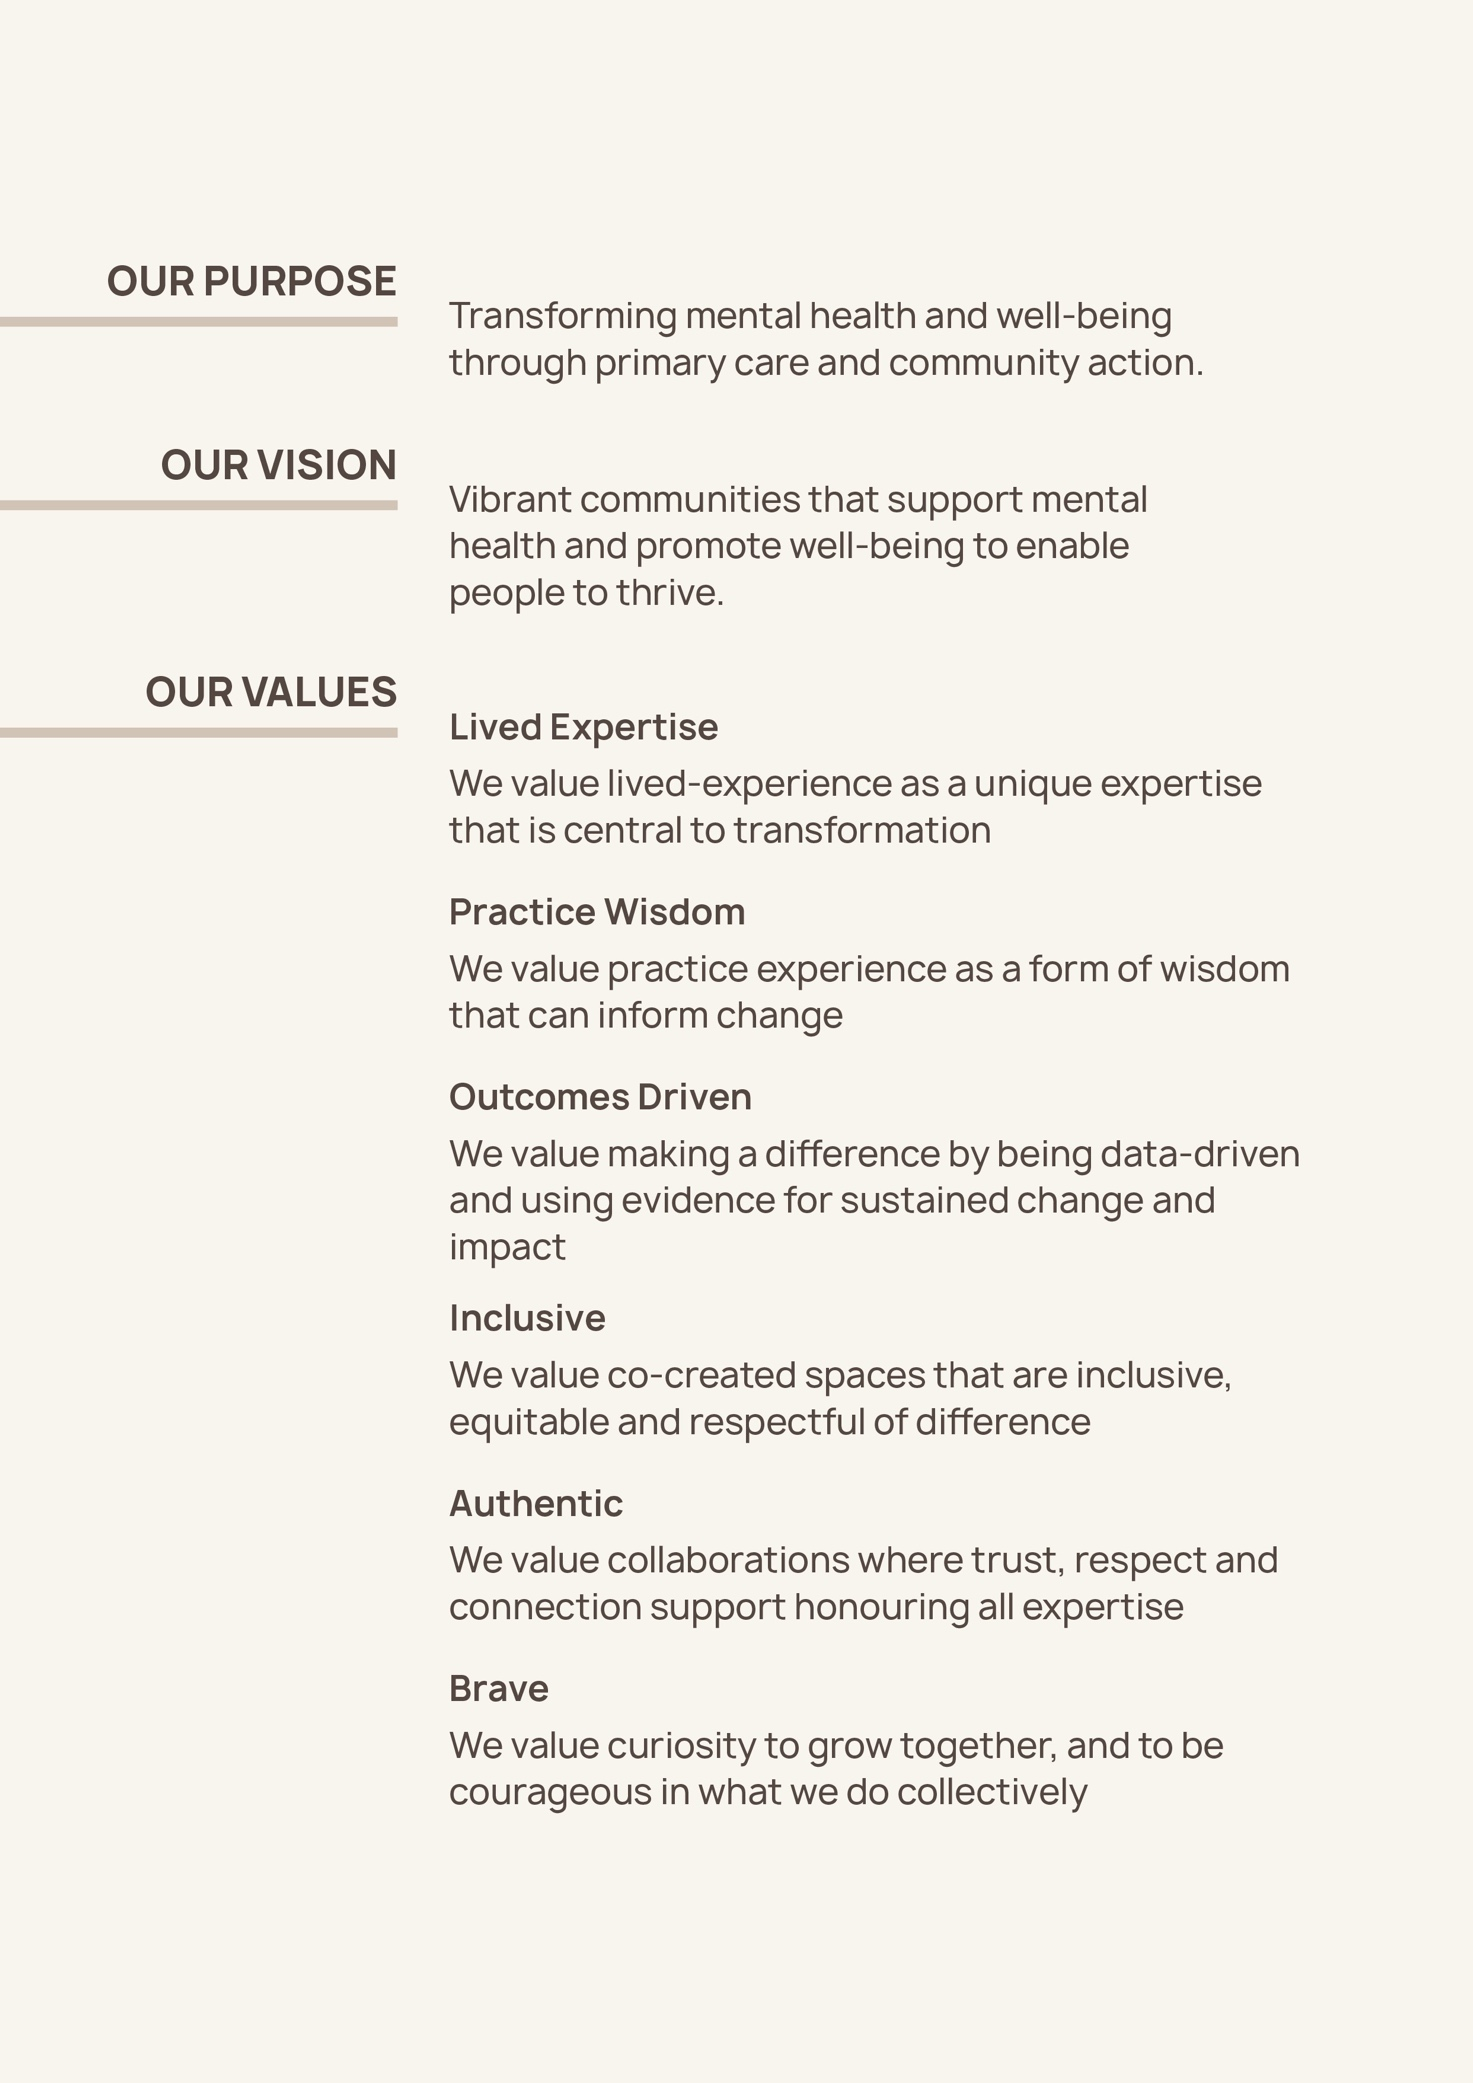 OUR PURPOSE
Transforming mental health and well-being
through primary care and community action.
OUR VISION
Vibrant communities that support mental
health and promote well-being to enable
people to thrive.
OUR VALUES
Lived Expertise
We value lived-experience as a unique expertise
that is central to transformation
Practice Wisdom
We value practice experience as a form of wisdom
that can inform change
Outcomes Driven
We value making a difference by being data-driven
and using evidence for sustained change and
impact
Inclusive
We value co-created spaces that are inclusive,
equitable and respectful of difference
Authentic
We value collaborations where trust, respect and
connection support honouring all expertise
Brave
We value curiosity to grow together, and to be
courageous in what we do collectively